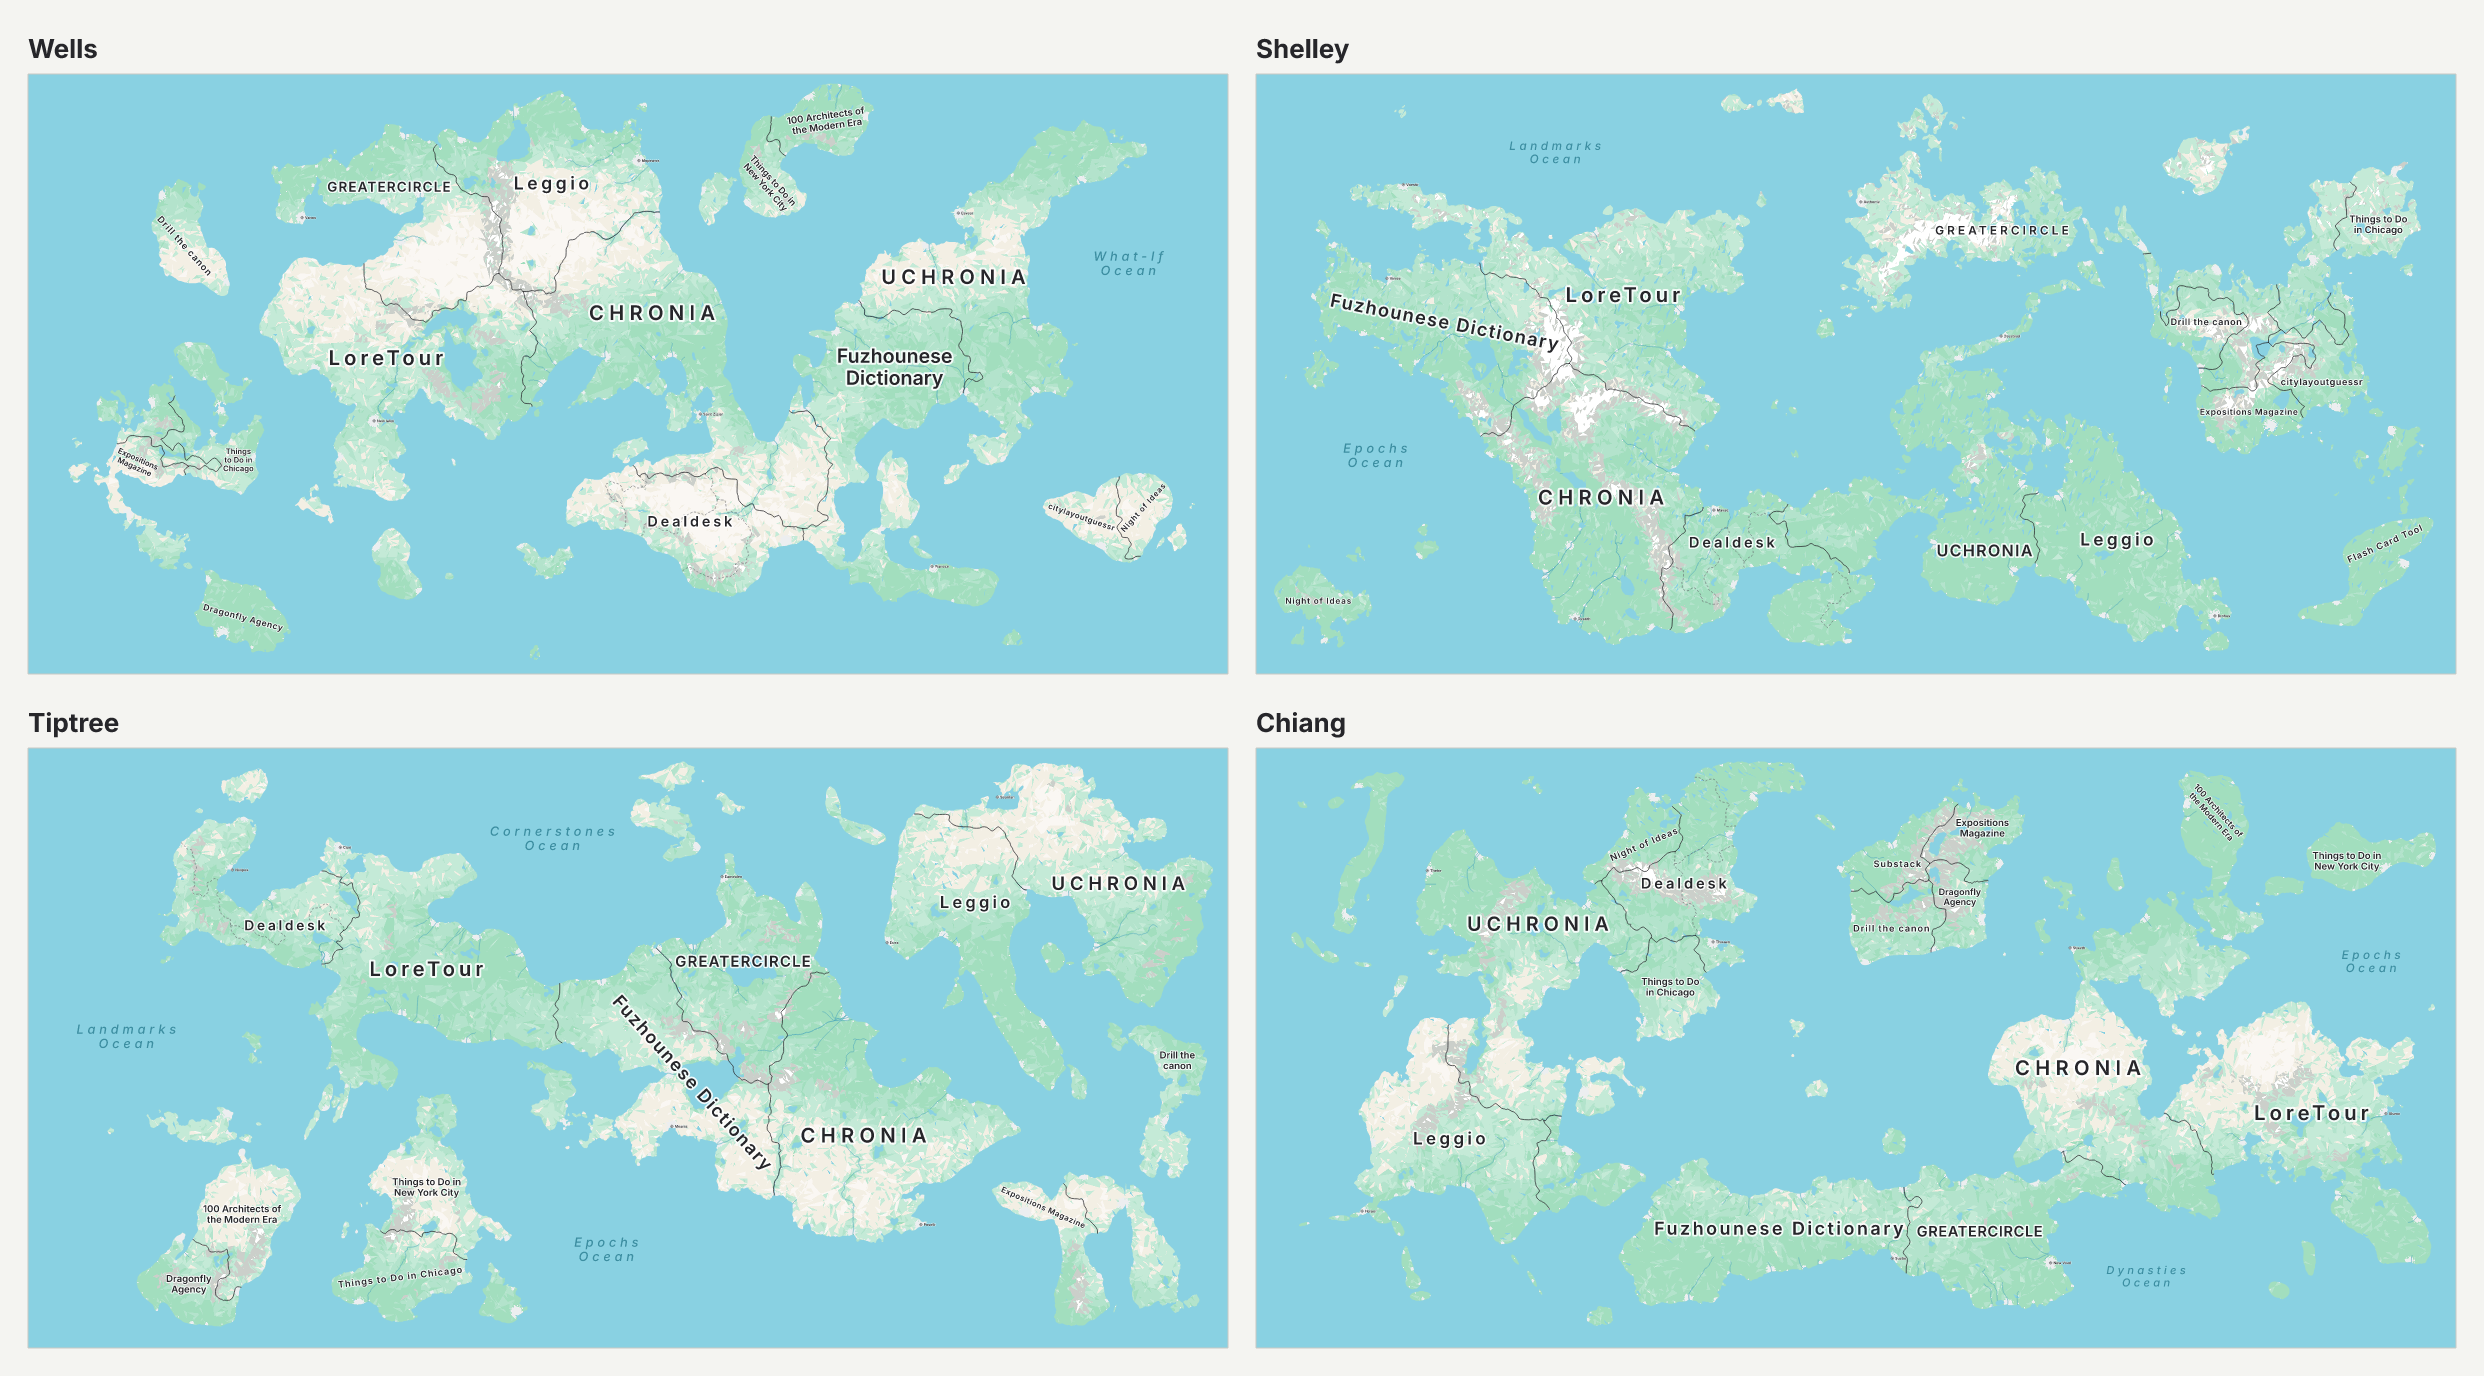 Wells
100 Architects of
the Modern Era
Things to Do in
New York City
GREATERCIRCLE
Leggio
Drill the canon
UCHRONIA
What-If
Ocean
CHRONIA
LoreTour
Fuzhounese
Dictionary
Expositions
Magazine
Things
to Do in
Chicago
Dealdesk
citylayoutguessr
Night of Ideas
Dragonfly Agency
Shelley
Landmarks
Ocean
GREATERCIRCLE
Things to Do
in Chicago
LoreTour
Fuzhounese Dictionary
Drill the canon
citylayoutguessr
Expositions Magazine
Epochs
Ocean
CHRONIA
Dealdesk
UCHRONIA
Leggio
Flash Card Tool
Night of Ideas
Tiptree
Cornerstones
Ocean
UCHRONIA
Leggio
Dealdesk
LoreTour
GREATERCIRCLE
Landmarks
Ocean
Fuzhounese Dictionary
Drill the
canon
CHRONIA
Things to Do in
New York City
100 Architects of
the Modern Era
Expositions Magazine
Epochs
Ocean
Dragonfly
Agency
Things to Do in Chicago
Chiang
100 Architects of
the Modern Era
Expositions
Magazine
Night of Ideas
Substack
Things to Do in
New York City
Dealdesk
Dragonfly
Agency
UCHRONIA
Drill the canon
Epochs
Ocean
Things to Do
in Chicago
CHRONIA
LoreTour
Leggio
Fuzhounese Dictionary
GREATERCIRCLE
Dynasties
Ocean